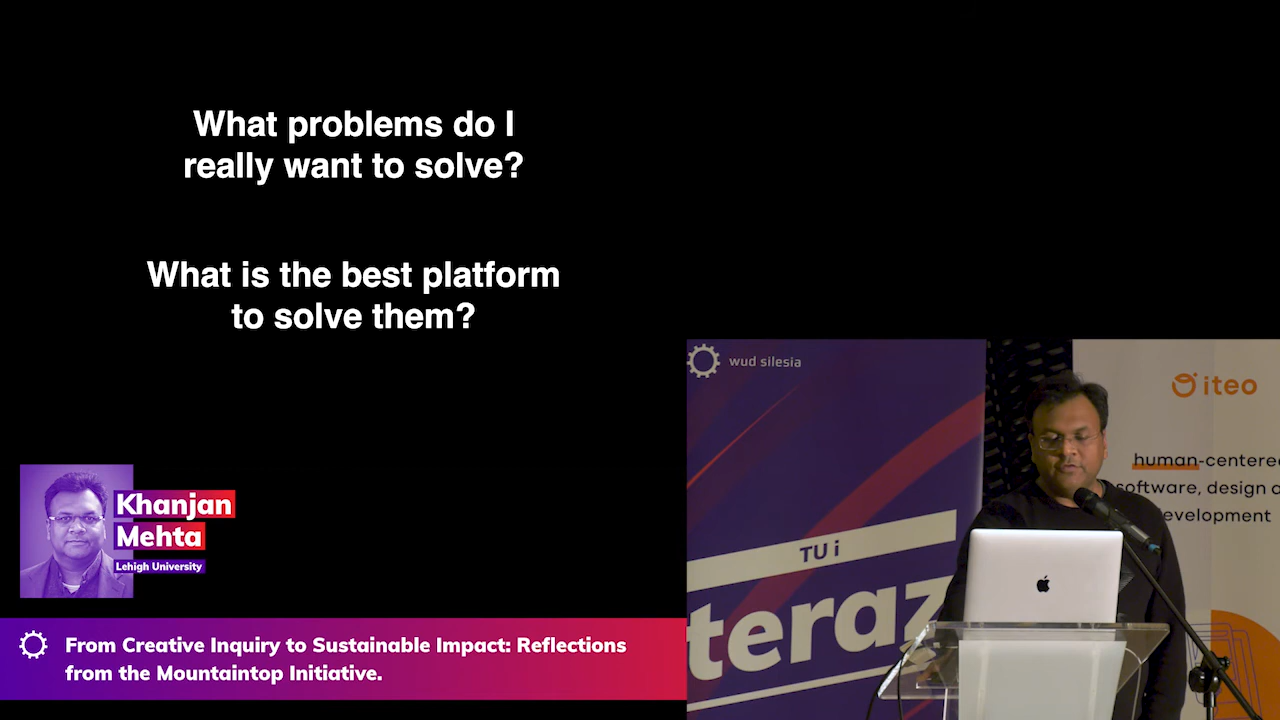 What problems do I
really want to solve?
What is the best platform
to solve them?
Khanjan
Mehta
Lehigh University
From Creative Inquiry to Sustainable Impact: Reflections
from the Mountaintop Initiative.
wud silesia
TU i
teraz
iteo
human-centered
software, design a
evelopment